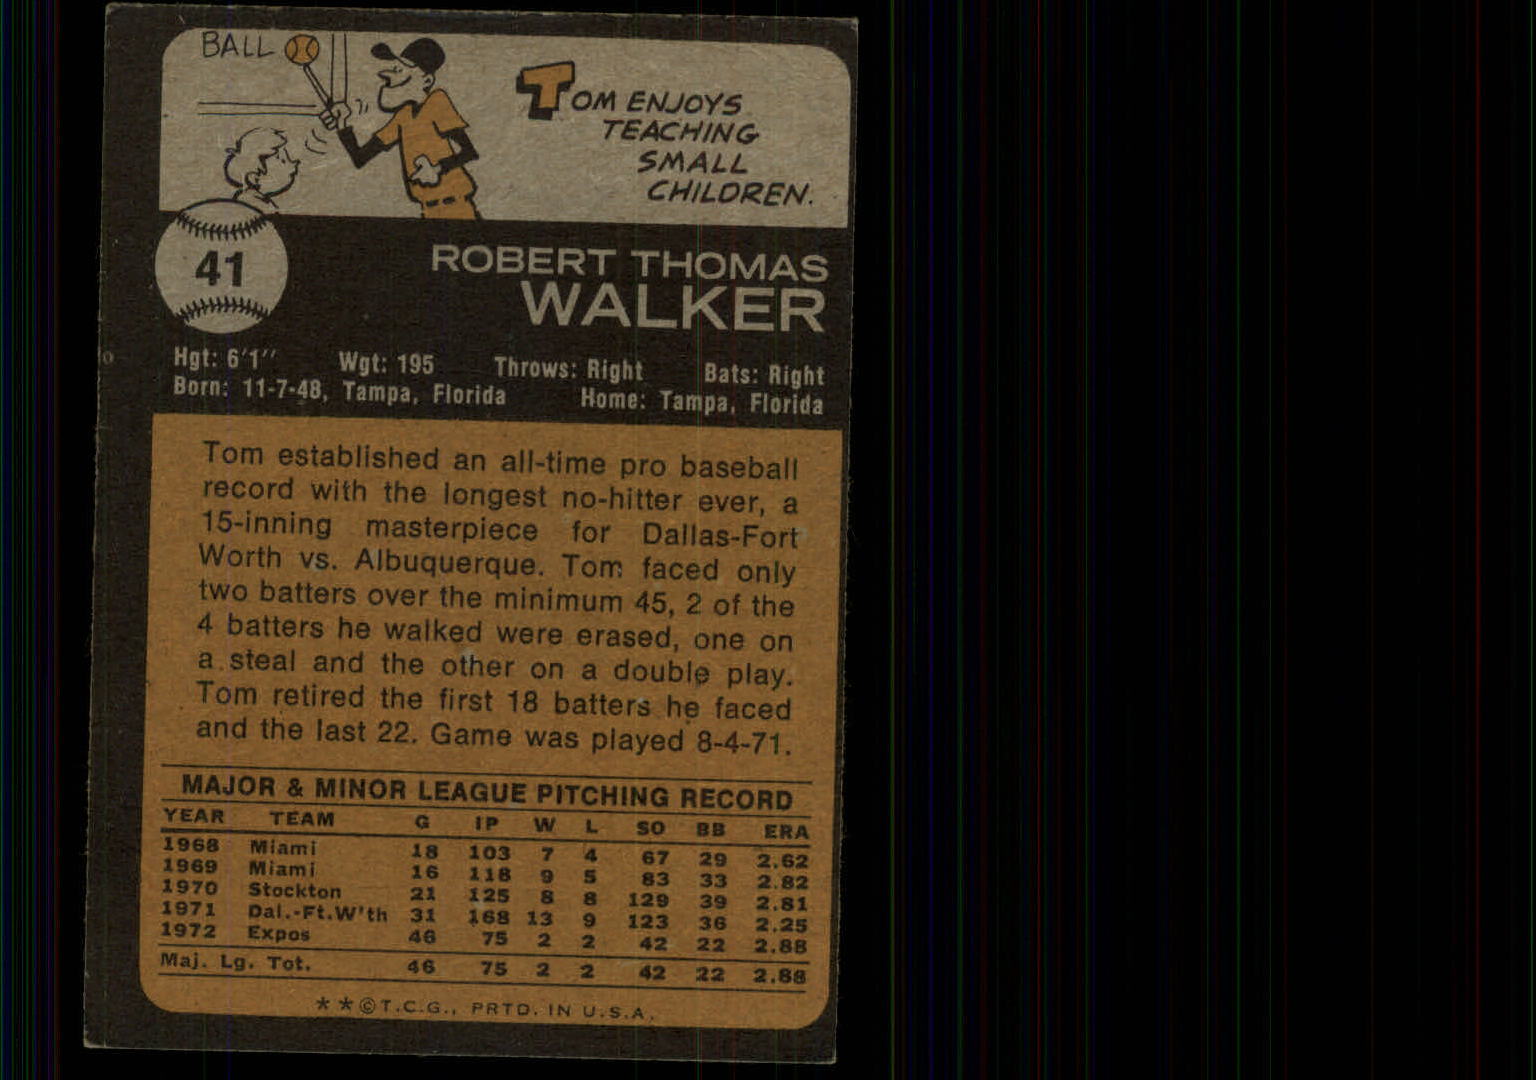 BALL
TOM ENJOYS
TEACHING
SMALL
CHILDREN.
41
ROBERT THOMAS
WALKER
Hgt: 6'1" Wgt: 195 Throws: Right Bats: Right
Born: 11-7-48, Tampa, Florida Home: Tampa, Florida
Tom established an all-time pro baseball
record with the longest no-hitter ever, a
15-inning masterpiece for Dallas-Fort
Worth vs. Albuquerque. Tom faced only
two batters over the minimum 45, 2 of the
4 batters he walked were erased, one on
a steal and the other on a double play.
Tom retired the first 18 batters he faced
and the last 22. Game was played 8-4-71.
MAJOR & MINOR LEAGUE PITCHING RECORD
YEAR TEAM G IP W L SO BB ERA
1968 Miami 18 103 7 4 67 29 2.62
1969 Miami 16 118 9 5 83 33 2.82
1970 Stockton 21 125 8 8 129 39 2.81
1971 Dal.-Ft.W'th 31 168 13 9 123 36 2.25
1972 Expos 46 75 2 2 42 22 2.88
Maj. Lg. Tot. 46 75 2 2 42 22 2.88
**©T.C.G., PRTD. IN U.S.A.